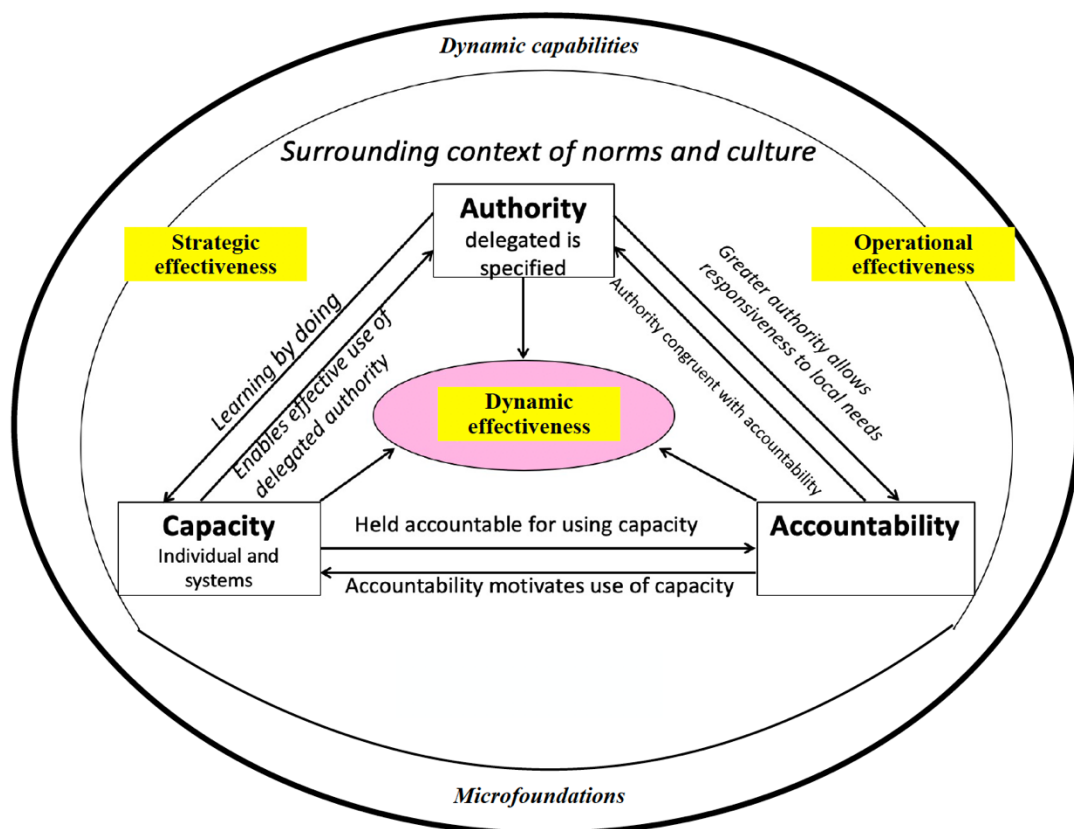 Dynamic capabilities
Surrounding context of norms and culture
Authority
delegated is
specified
Strategic
effectiveness
Operational
effectiveness
Learning by doing
Enables effective use of
delegated authority
Greater authority allows
responsiveness to local needs
Authority congruent with accountability
Dynamic
effectiveness
Capacity
Individual and
systems
Held accountable for using capacity
Accountability motivates use of capacity
Accountability
Microfoundations